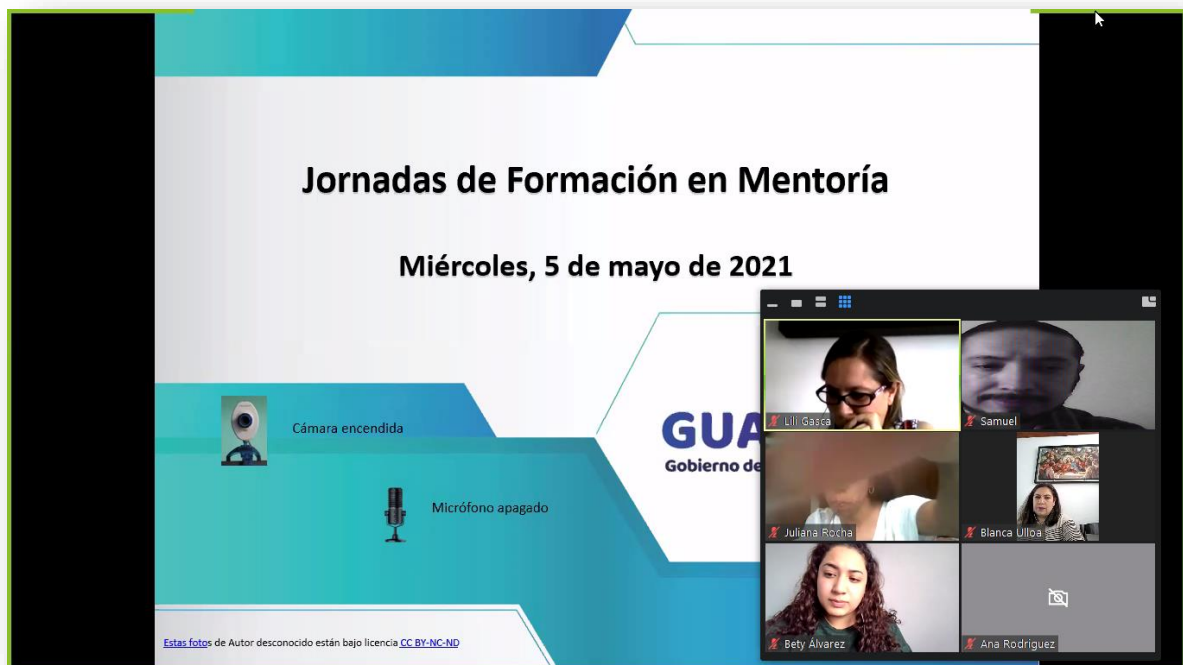 Jornadas de Formación en Mentoría
Miércoles, 5 de mayo de 2021
Cámara encendida
GUA
Gobierno de
Micrófono apagado
Estas fotos de Autor desconocido están bajo licencia CC BY-NC-ND
Lili Gasca
Samuel
Juliana Rocha
Blanca Ulloa
Bety Álvarez
Ana Rodriguez